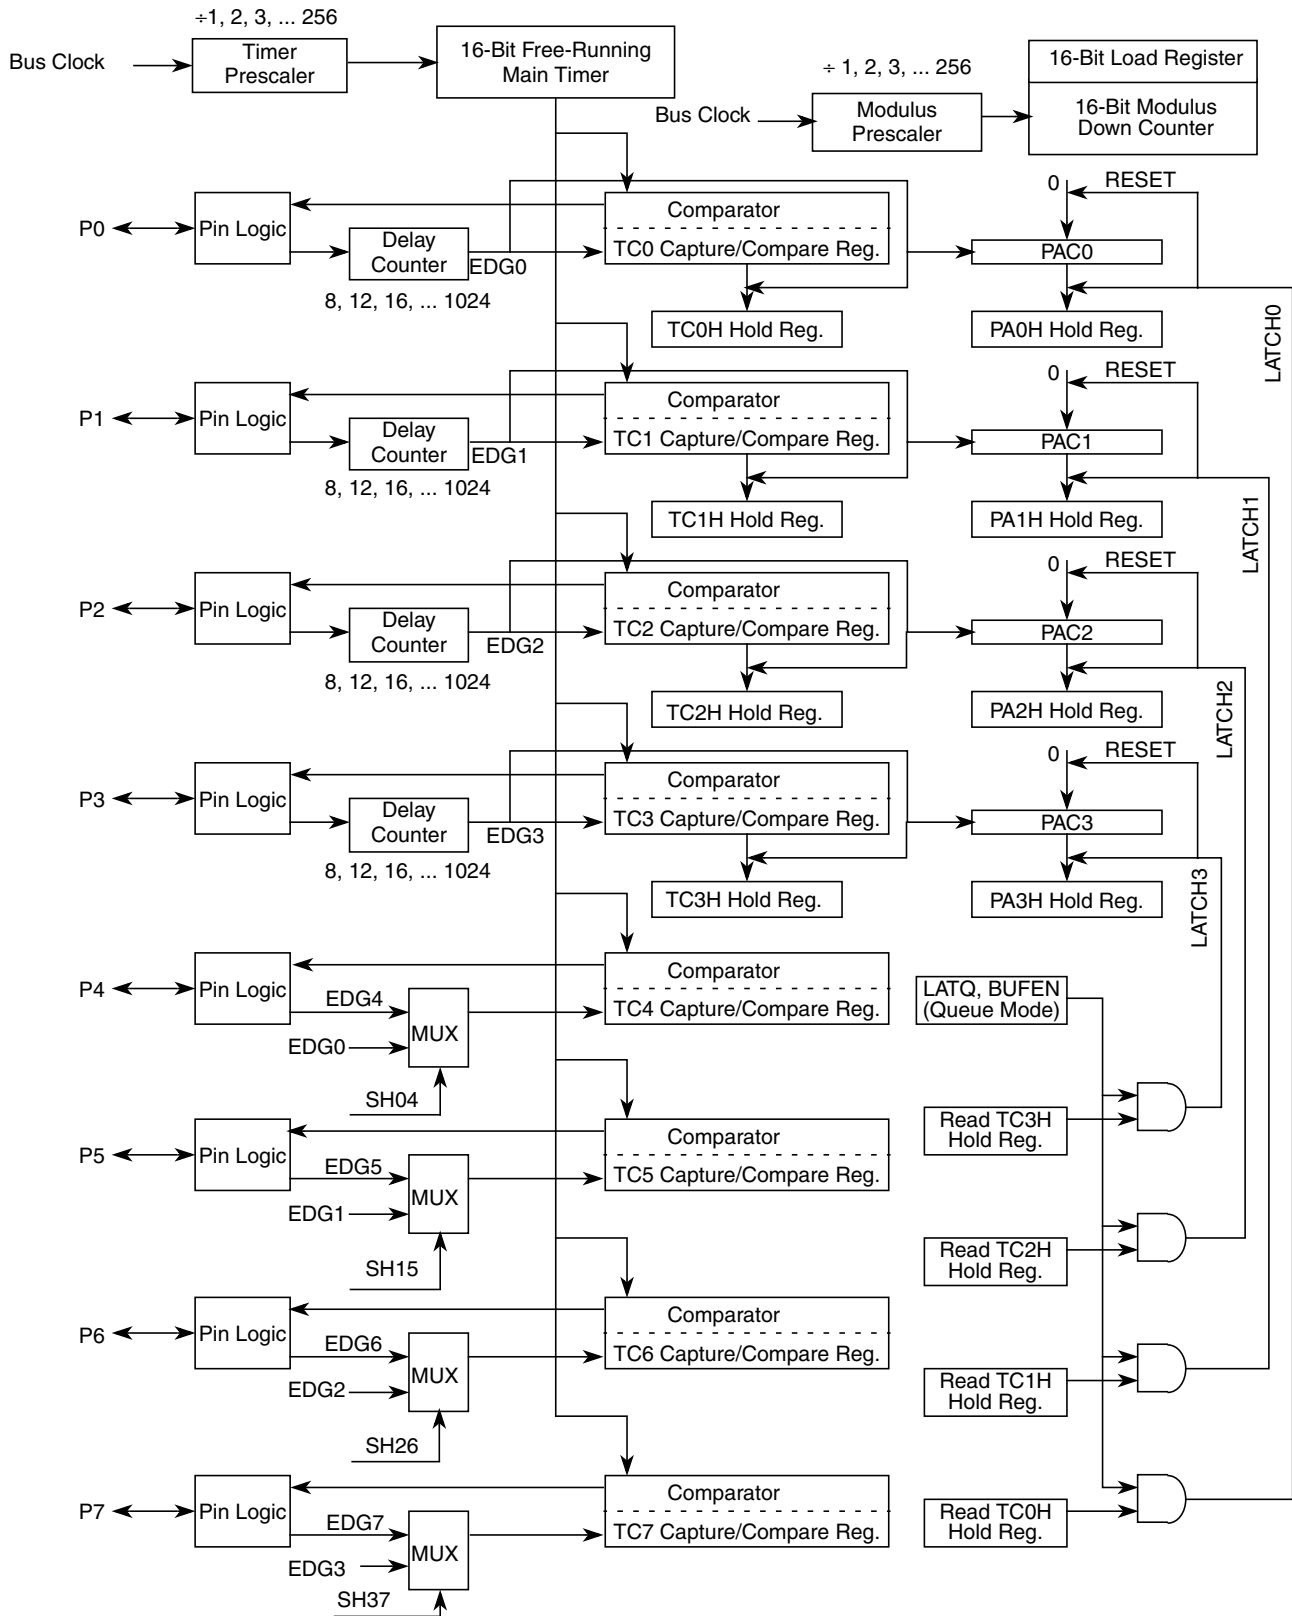 ÷1, 2, 3, ... 256
Bus Clock
Timer
Prescaler
16-Bit Free-Running
Main Timer
÷ 1, 2, 3, ... 256
Bus Clock
Modulus
Prescaler
16-Bit Load Register
16-Bit Modulus
Down Counter
P0
Pin Logic
Delay
Counter
EDG0
8, 12, 16, ... 1024
Comparator
TC0 Capture/Compare Reg.
TC0H Hold Reg.
0
RESET
PAC0
PA0H Hold Reg.
LATCH0
P1
Pin Logic
Delay
Counter
EDG1
8, 12, 16, ... 1024
Comparator
TC1 Capture/Compare Reg.
TC1H Hold Reg.
0
RESET
PAC1
PA1H Hold Reg.
LATCH1
P2
Pin Logic
Delay
Counter
EDG2
8, 12, 16, ... 1024
Comparator
TC2 Capture/Compare Reg.
TC2H Hold Reg.
0
RESET
PAC2
PA2H Hold Reg.
LATCH2
P3
Pin Logic
Delay
Counter
EDG3
8, 12, 16, ... 1024
Comparator
TC3 Capture/Compare Reg.
TC3H Hold Reg.
0
RESET
PAC3
PA3H Hold Reg.
LATCH3
P4
Pin Logic
EDG4
EDG0
MUX
SH04
Comparator
TC4 Capture/Compare Reg.
LATQ, BUFEN
(Queue Mode)
P5
Pin Logic
EDG5
EDG1
MUX
SH15
Comparator
TC5 Capture/Compare Reg.
Read TC3H
Hold Reg.
Read TC2H
Hold Reg.
P6
Pin Logic
EDG6
EDG2
MUX
SH26
Comparator
TC6 Capture/Compare Reg.
Read TC1H
Hold Reg.
P7
Pin Logic
EDG7
EDG3
MUX
SH37
Comparator
TC7 Capture/Compare Reg.
Read TC0H
Hold Reg.